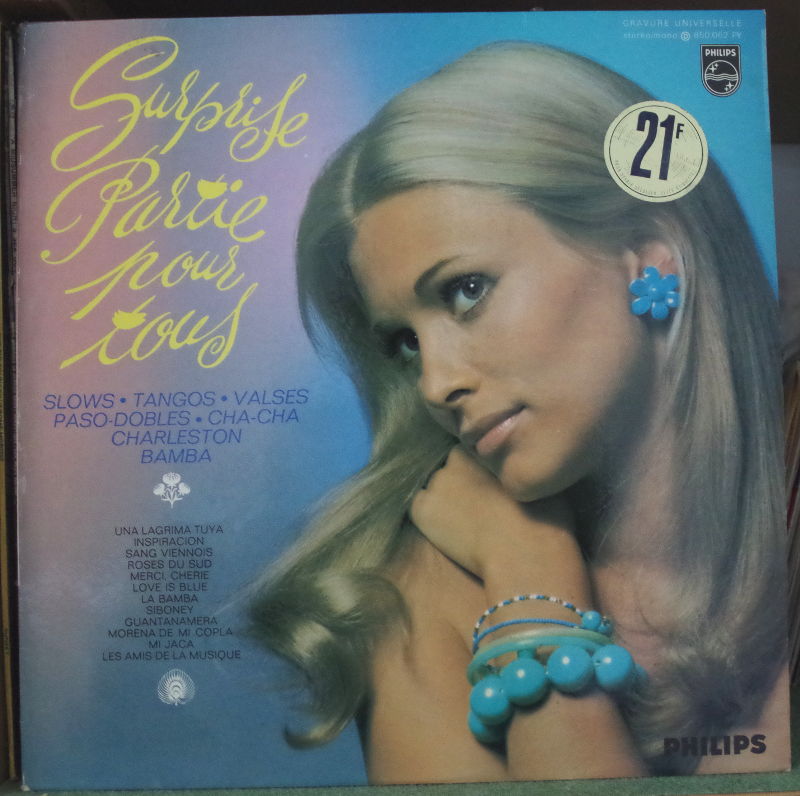 GRAVURE UNIVERSELLE
stereo/mono Ⓟ 850.062 PY
PHILIPS
21F
Surprise
Partie
pour
tous
SLOWS • TANGOS • VALSES
PASO-DOBLES • CHA-CHA
CHARLESTON
BAMBA
UNA LAGRIMA TUYA
INSPIRACION
SANG VIENNOIS
ROSES DU SUD
MERCI, CHERIE
LOVE IS BLUE
LA BAMBA
SIBONEY
GUANTANAMERA
MORENA DE MI COPLA
MI JACA
LES AMIS DE LA MUSIQUE
PHILIPS